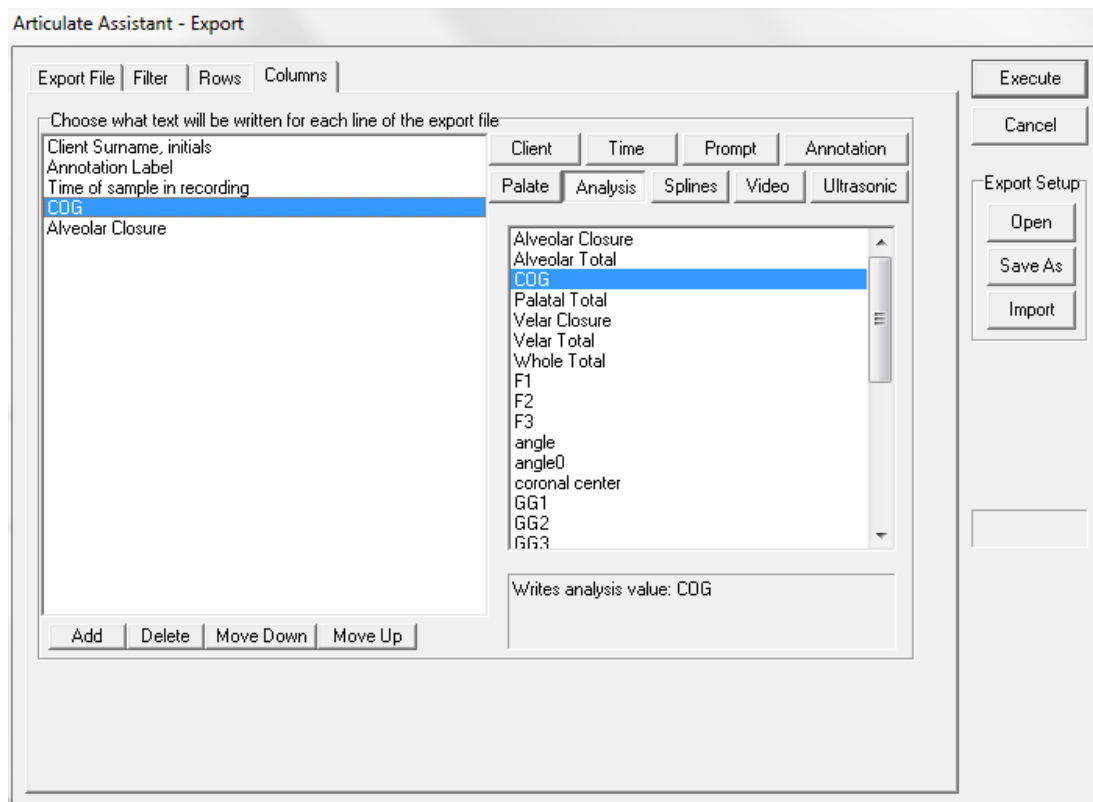 Articulate Assistant - Export
Export File Filter Rows Columns
Execute
Cancel
Choose what text will be written for each line of the export file
Client Surname, initials
Annotation Label
Time of sample in recording
COG
Alveolar Closure
Client Time Prompt Annotation
Palate Analysis Splines Video Ultrasonic
Alveolar Closure
Alveolar Total
COG
Palatal Total
Velar Closure
Velar Total
Whole Total
F1
F2
F3
angle
angle0
coronal center
GG1
GG2
GG3
Writes analysis value: COG
Add Delete Move Down Move Up
Export Setup
Open
Save As
Import